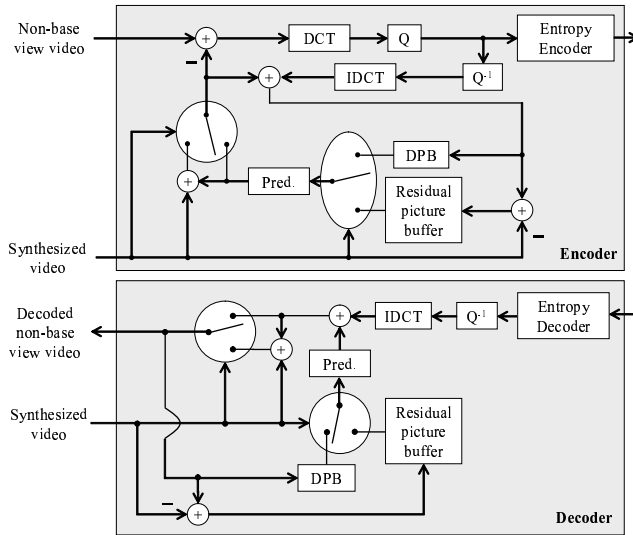 Non-base
view video
+
DCT
Q
Entropy
Encoder
−
+
IDCT
Q-1
DPB
+
Pred.
Residual
picture
buffer
+
−
Synthesized
video
Encoder
Decoded
non-base
view video
+
IDCT
Q-1
Entropy
Decoder
+
Pred.
Synthesized
video
Residual
picture
buffer
DPB
−
+
Decoder